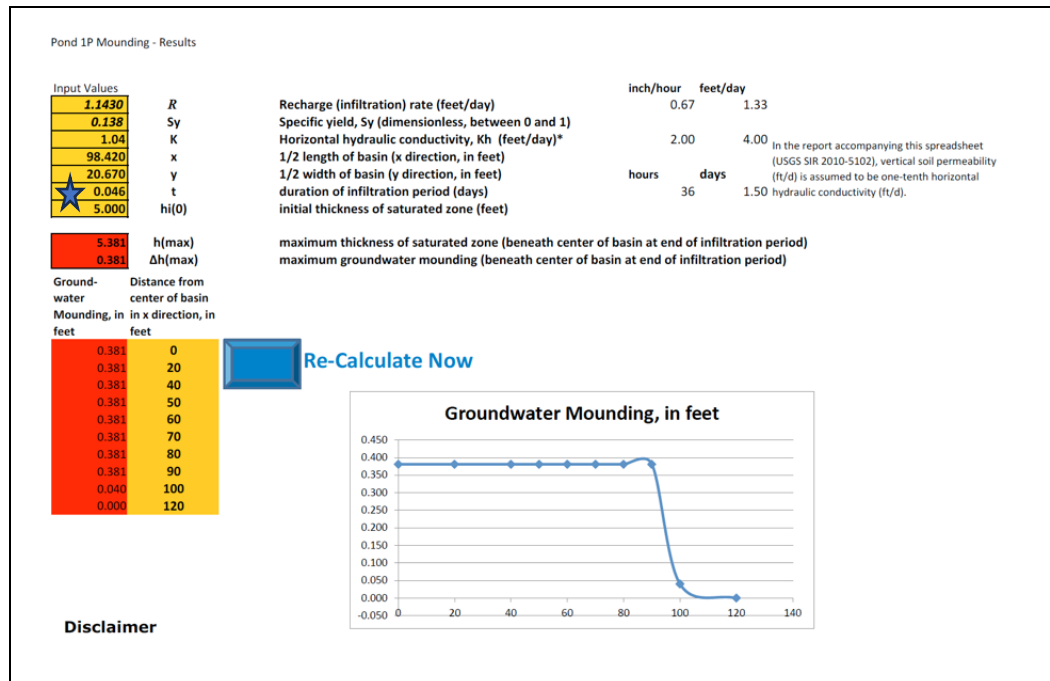 Pond 1P Mounding - Results
Input Values inch/hour feet/day
1.1430 R Recharge (infiltration) rate (feet/day) 0.67 1.33
0.138 Sy Specific yield, Sy (dimensionless, between 0 and 1)
1.04 K Horizontal hydraulic conductivity, Kh (feet/day)* 2.00 4.00
98.420 x 1/2 length of basin (x direction, in feet)
20.670 y 1/2 width of basin (y direction, in feet) hours days
0.046 t duration of infiltration period (days) 36 1.50
5.000 hi(0) initial thickness of saturated zone (feet)
In the report accompanying this spreadsheet
(USGS SIR 2010-5102), vertical soil permeability
(ft/d) is assumed to be one-tenth horizontal
hydraulic conductivity (ft/d).
5.381 h(max) maximum thickness of saturated zone (beneath center of basin at end of infiltration period)
0.381 Δh(max) maximum groundwater mounding (beneath center of basin at end of infiltration period)
Ground- Distance from
water center of basin
Mounding, in in x direction, in
feet feet
0.381 0
0.381 20
0.381 40
0.381 50
0.381 60
0.381 70
0.381 80
0.381 90
0.040 100
0.000 120
Re-Calculate Now
Groundwater Mounding, in feet
0.450
0.400
0.350
0.300
0.250
0.200
0.150
0.100
0.050
0.000
-0.050
0 20 40 60 80 100 120 140
Disclaimer